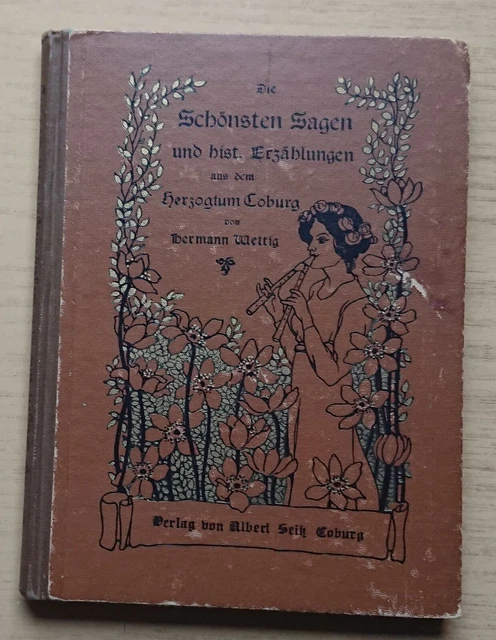 Die
Schönsten Sagen
und hist. Erzählungen
aus dem
Herzogtum Coburg
von
Hermann Wettig
Verlag von Albert Seitz Coburg